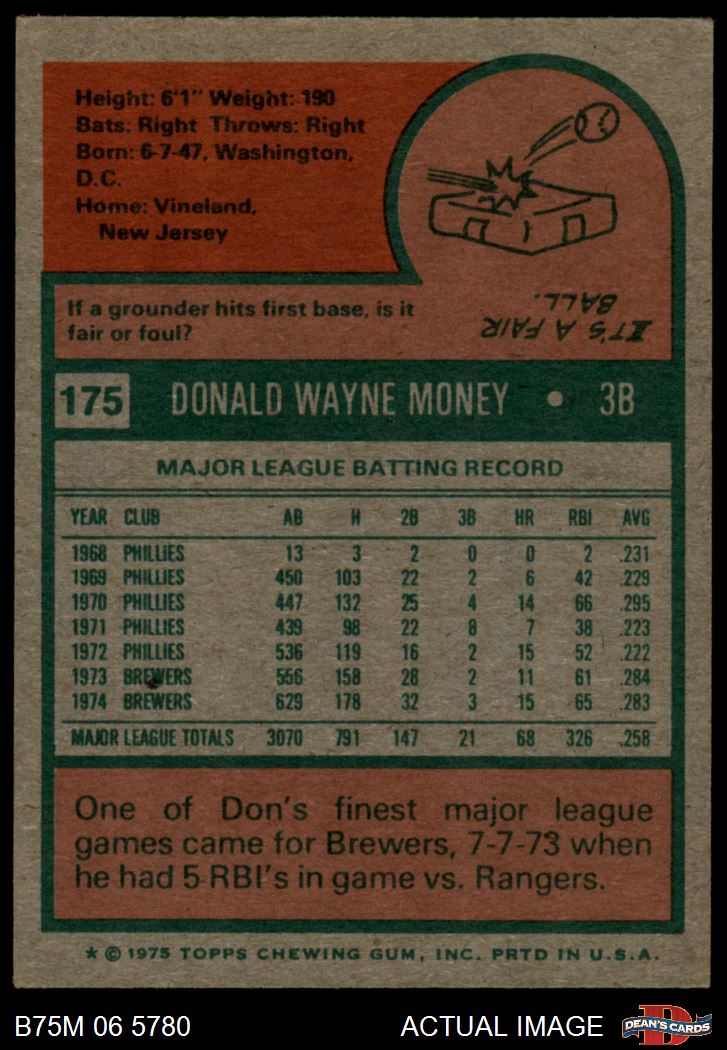 Height: 6'1" Weight: 190
Bats: Right Throws: Right
Born: 6-7-47, Washington,
D.C.
Home: Vineland,
New Jersey
If a grounder hits first base, is it
fair or foul?
IT'S A FAIR
BALL.
175 DONALD WAYNE MONEY • 3B
MAJOR LEAGUE BATTING RECORD
YEAR CLUB AB H 2B 3B HR RBI AVG
1968 PHILLIES 13 3 2 0 0 2 .231
1969 PHILLIES 450 103 22 2 6 42 .229
1970 PHILLIES 447 132 25 4 14 66 .295
1971 PHILLIES 439 98 22 8 7 38 .223
1972 PHILLIES 536 119 16 2 15 52 .222
1973 BREWERS 556 158 28 2 11 61 .284
1974 BREWERS 629 178 32 3 15 65 .283
MAJOR LEAGUE TOTALS 3070 791 147 21 68 326 .258
One of Don's finest major league
games came for Brewers, 7-7-73 when
he had 5 RBI's in game vs. Rangers.
* © 1975 TOPPS CHEWING GUM, INC. PRTD IN U.S.A.
B75M 06 5780 ACTUAL IMAGE
D
DEAN'S CARDS